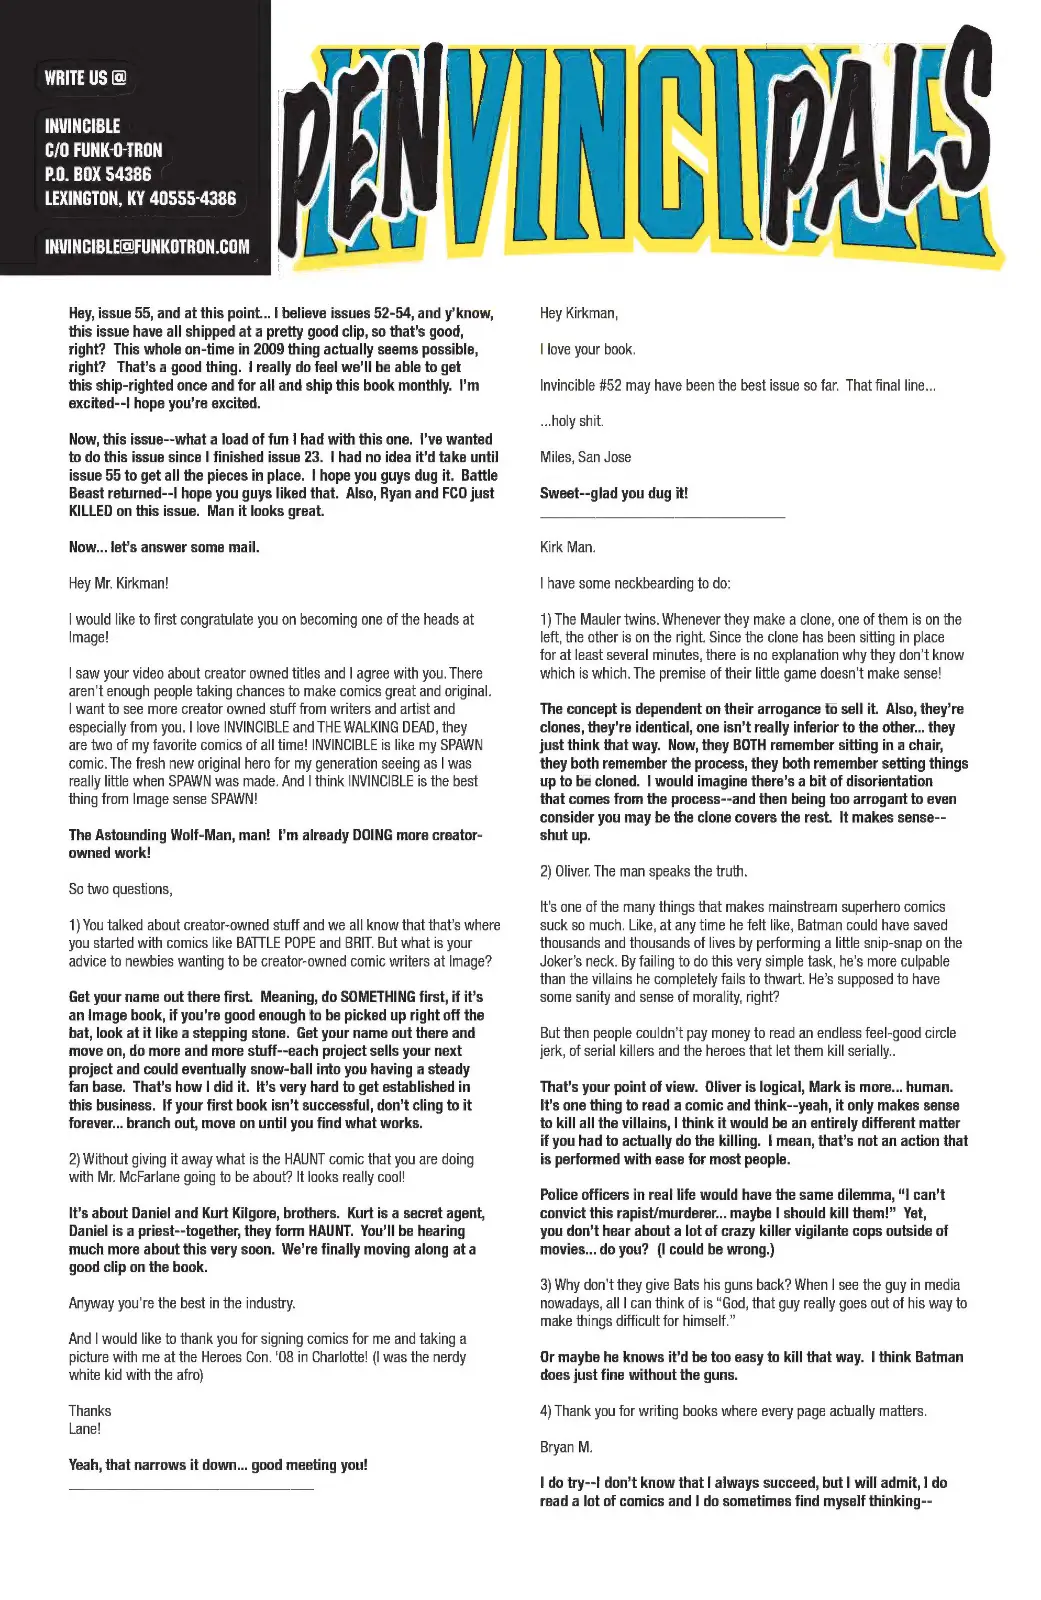 WRITE US @
INVINCIBLE
C/O FUNK-O-TRON
P.O. BOX 54386
LEXINGTON, KY 40555-4386
INVINCIBLE@FUNKOTRON.COM
INVINCIBLE
PEN PALS
Hey, issue 55, and at this point... I believe issues 52-54, and y'know,
this issue have all shipped at a pretty good clip, so that's good,
right?  This whole on-time in 2009 thing actually seems possible,
right?  That's a good thing.  I really do feel we'll be able to get
this ship-righted once and for all and ship this book monthly.  I'm
excited--I hope you're excited.
Now, this issue--what a load of fun I had with this one.  I've wanted
to do this issue since I finished issue 23.  I had no idea it'd take until
issue 55 to get all the pieces in place.  I hope you guys dug it.  Battle
Beast returned--I hope you guys liked that.  Also, Ryan and FCO just
KILLED on this issue.  Man it looks great.
Now... let's answer some mail.
Hey Mr. Kirkman!
I would like to first congratulate you on becoming one of the heads at
Image!
I saw your video about creator owned titles and I agree with you. There
aren't enough people taking chances to make comics great and original.
I want to see more creator owned stuff from writers and artist and
especially from you. I love INVINCIBLE and THE WALKING DEAD, they
are two of my favorite comics of all time! INVINCIBLE is like my SPAWN
comic. The fresh new original hero for my generation seeing as I was
really little when SPAWN was made. And I think INVINCIBLE is the best
thing from Image sense SPAWN!
The Astounding Wolf-Man, man!  I'm already DOING more creator-
owned work!
So two questions,
1) You talked about creator-owned stuff and we all know that that's where
you started with comics like BATTLE POPE and BRIT. But what is your
advice to newbies wanting to be creator-owned comic writers at Image?
Get your name out there first.  Meaning, do SOMETHING first, if it's
an Image book, if you're good enough to be picked up right off the
bat, look at it like a stepping stone.  Get your name out there and
move on, do more and more stuff--each project sells your next
project and could eventually snow-ball into you having a steady
fan base.  That's how I did it.  It's very hard to get established in
this business.  If your first book isn't successful, don't cling to it
forever... branch out, move on until you find what works.
2) Without giving it away what is the HAUNT comic that you are doing
with Mr. McFarlane going to be about? It looks really cool!
It's about Daniel and Kurt Kilgore, brothers.  Kurt is a secret agent,
Daniel is a priest--together, they form HAUNT.  You'll be hearing
much more about this very soon.  We're finally moving along at a
good clip on the book.
Anyway you're the best in the industry.
And I would like to thank you for signing comics for me and taking a
picture with me at the Heroes Con. '08 in Charlotte! (I was the nerdy
white kid with the afro)
Thanks
Lane!
Yeah, that narrows it down... good meeting you!
Hey Kirkman,
I love your book.
Invincible #52 may have been the best issue so far.  That final line...
...holy shit.
Miles, San Jose
Sweet--glad you dug it!
Kirk Man.
I have some neckbearding to do:
1) The Mauler twins. Whenever they make a clone, one of them is on the
left, the other is on the right. Since the clone has been sitting in place
for at least several minutes, there is no explanation why they don't know
which is which. The premise of their little game doesn't make sense!
The concept is dependent on their arrogance to sell it.  Also, they're
clones, they're identical, one isn't really inferior to the other... they
just think that way.  Now, they BOTH remember sitting in a chair,
they both remember the process, they both remember setting things
up to be cloned.  I would imagine there's a bit of disorientation
that comes from the process--and then being too arrogant to even
consider you may be the clone covers the rest.  It makes sense--
shut up.
2) Oliver. The man speaks the truth.
It's one of the many things that makes mainstream superhero comics
suck so much. Like, at any time he felt like, Batman could have saved
thousands and thousands of lives by performing a little snip-snap on the
Joker's neck. By failing to do this very simple task, he's more culpable
than the villains he completely fails to thwart. He's supposed to have
some sanity and sense of morality, right?
But then people couldn't pay money to read an endless feel-good circle
jerk, of serial killers and the heroes that let them kill serially..
That's your point of view.  Oliver is logical, Mark is more... human.
It's one thing to read a comic and think--yeah, it only makes sense
to kill all the villains, I think it would be an entirely different matter
if you had to actually do the killing.  I mean, that's not an action that
is performed with ease for most people.
Police officers in real life would have the same dilemma, "I can't
convict this rapist/murderer... maybe I should kill them!"  Yet,
you don't hear about a lot of crazy killer vigilante cops outside of
movies... do you?  (I could be wrong.)
3) Why don't they give Bats his guns back? When I see the guy in media
nowadays, all I can think of is "God, that guy really goes out of his way to
make things difficult for himself."
Or maybe he knows it'd be too easy to kill that way.  I think Batman
does just fine without the guns.
4) Thank you for writing books where every page actually matters.
Bryan M.
I do try--I don't know that I always succeed, but I will admit, I do
read a lot of comics and I do sometimes find myself thinking--